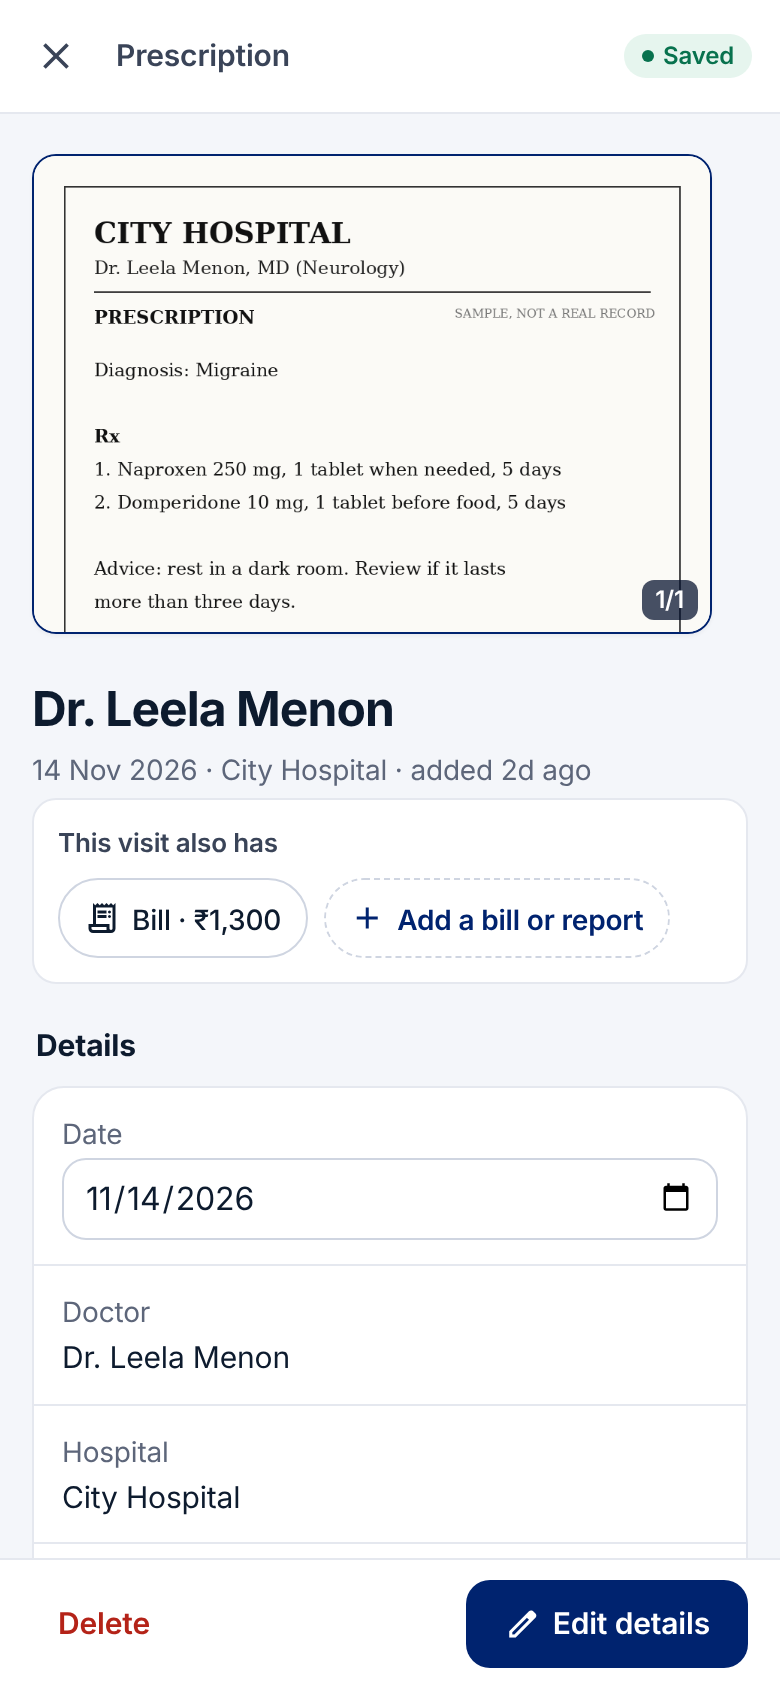 Prescription
Saved
CITY HOSPITAL
Dr. Leela Menon, MD (Neurology)
PRESCRIPTION
SAMPLE, NOT A REAL RECORD
Diagnosis: Migraine
Rx
1. Naproxen 250 mg, 1 tablet when needed, 5 days
2. Domperidone 10 mg, 1 tablet before food, 5 days
Advice: rest in a dark room. Review if it lasts
more than three days.
1/1
Dr. Leela Menon
14 Nov 2026 · City Hospital · added 2d ago
This visit also has
Bill · ₹1,300
+ Add a bill or report
Details
Date
11/14/2026
Doctor
Dr. Leela Menon
Hospital
City Hospital
Delete
Edit details